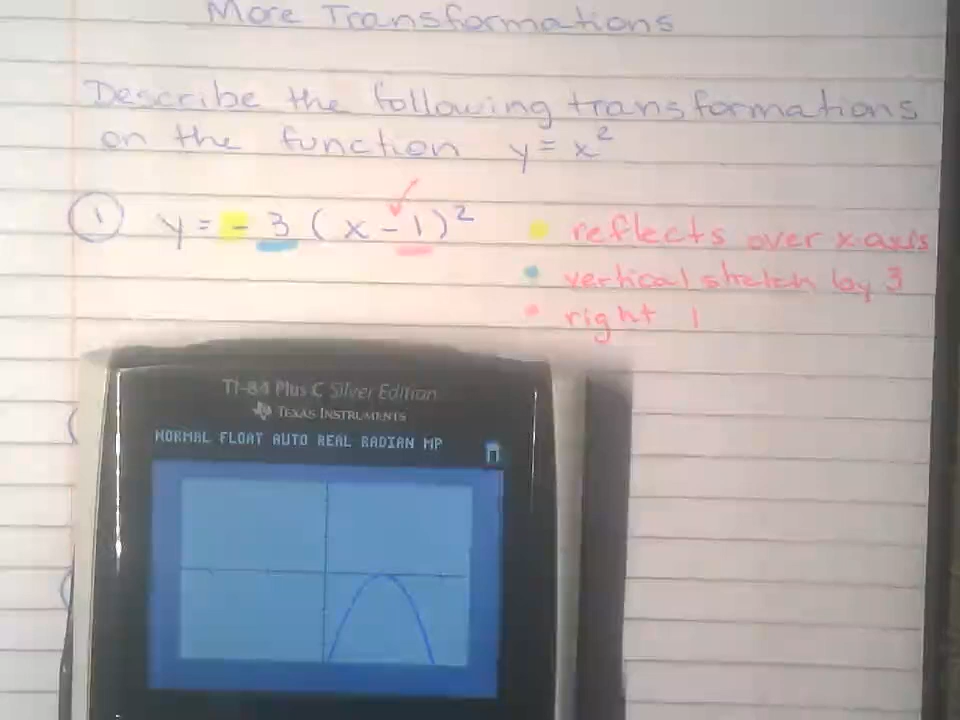 More Transformations
Describe the following transformations
on the function y = x²
① y = - 3 (x - 1)²
reflects over x axis
vertical stretch by 3
right 1
TI-84 Plus C Silver Edition
TEXAS INSTRUMENTS
NORMAL FLOAT AUTO REAL RADIAN MP